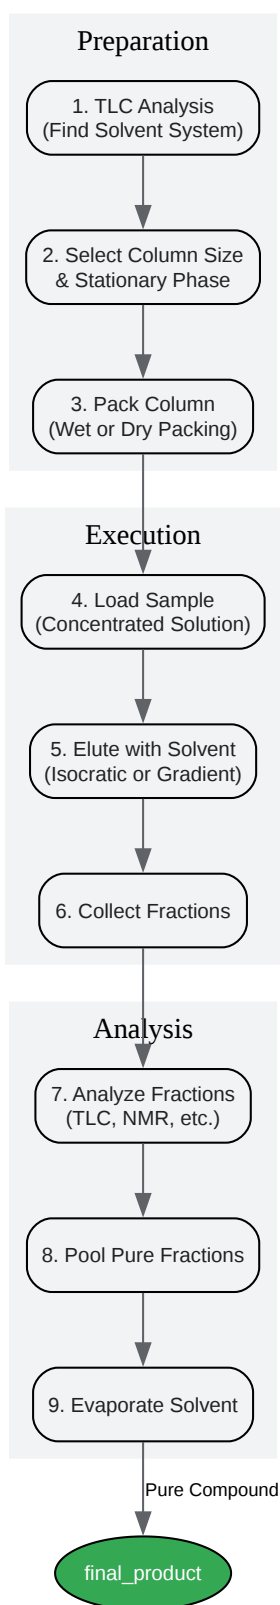 Preparation
1. TLC Analysis
(Find Solvent System)
2. Select Column Size
& Stationary Phase
3. Pack Column
(Wet or Dry Packing)
Execution
4. Load Sample
(Concentrated Solution)
5. Elute with Solvent
(Isocratic or Gradient)
6. Collect Fractions
Analysis
7. Analyze Fractions
(TLC, NMR, etc.)
8. Pool Pure Fractions
9. Evaporate Solvent
Pure Compound
final_product